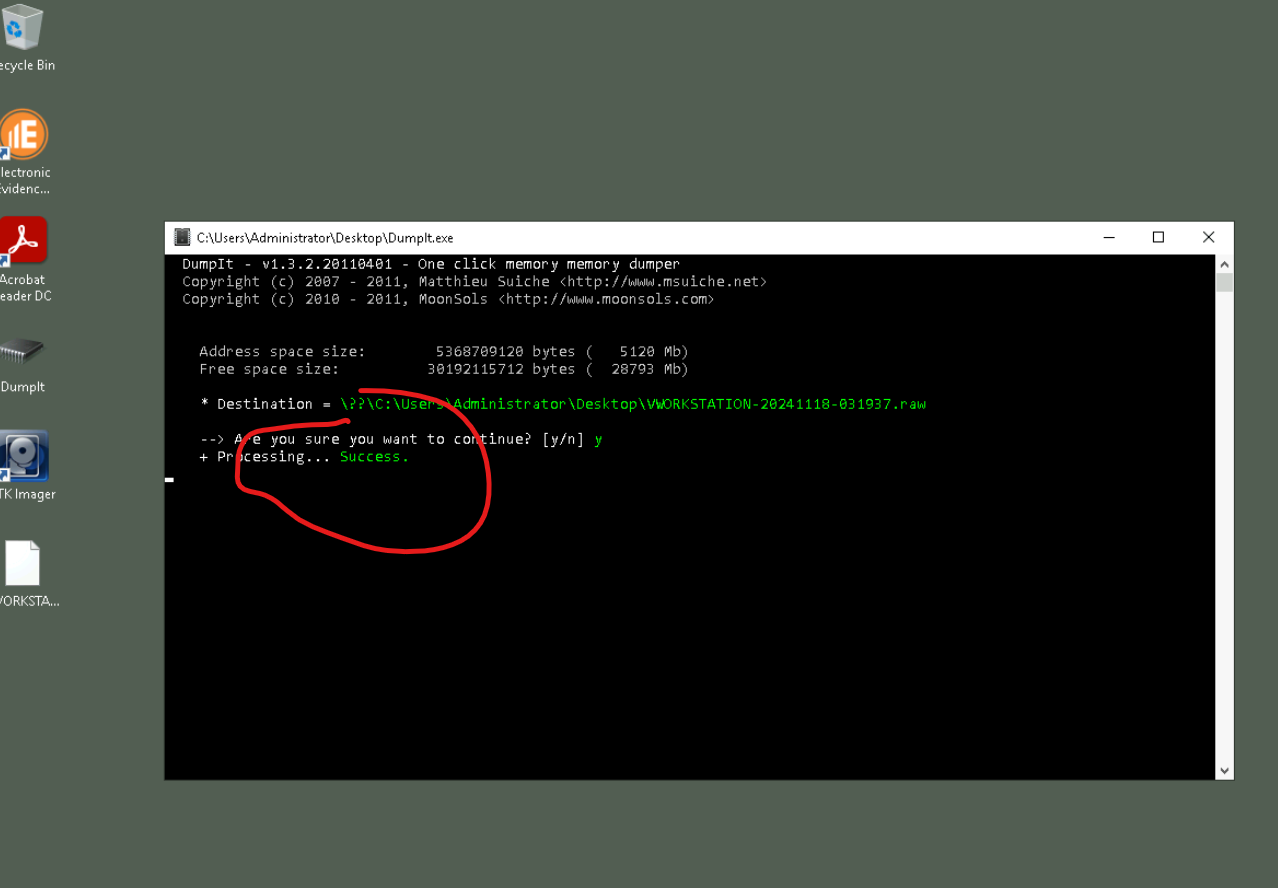 ecycle Bin
lectronic
Evidenc...
Acrobat
eader DC
DumpIt
TK Imager
WORKSTA...
C:\Users\Administrator\Desktop\DumpIt.exe
DumpIt - v1.3.2.20110401 - One click memory memory dumper
Copyright (c) 2007 - 2011, Matthieu Suiche <http://www.msuiche.net>
Copyright (c) 2010 - 2011, MoonSols <http://www.moonsols.com>
Address space size: 5368709120 bytes ( 5120 Mb)
Free space size: 30192115712 bytes ( 28793 Mb)
* Destination = \??\C:\Users\Administrator\Desktop\VWORKSTATION-20241118-031937.raw
--> Are you sure you want to continue? [y/n] y
+ Processing... Success.